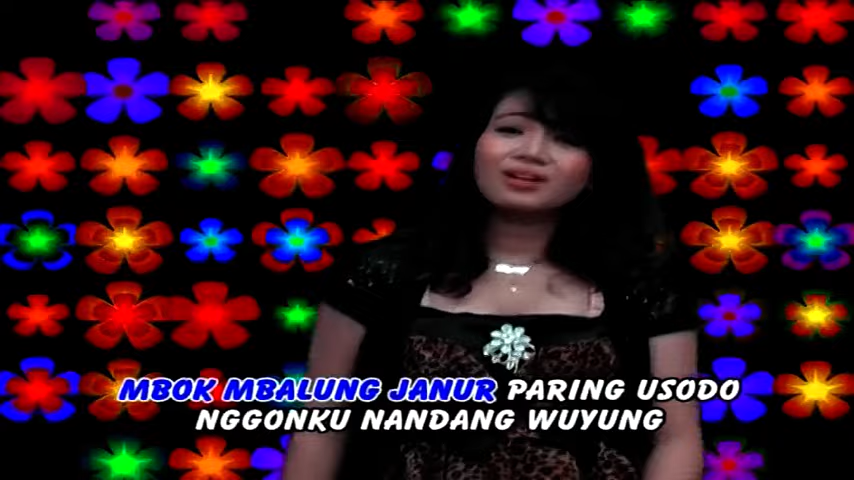 MBOK MBALUNG JANUR PARING USODO
NGGONKU NANDANG WUYUNG